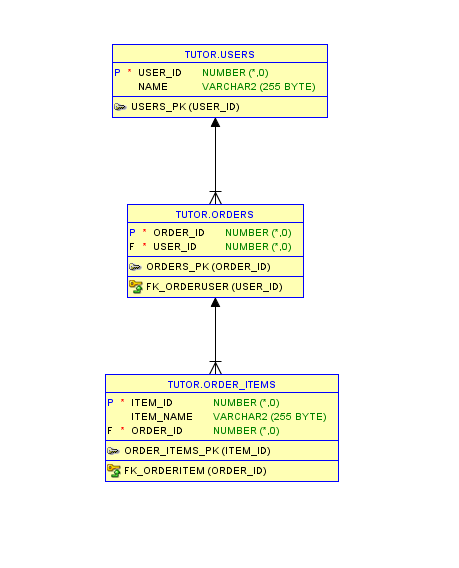 TUTOR.USERS
P * USER_ID NUMBER (*,0)
NAME VARCHAR2 (255 BYTE)
USERS_PK (USER_ID)
TUTOR.ORDERS
P * ORDER_ID NUMBER (*,0)
F * USER_ID NUMBER (*,0)
ORDERS_PK (ORDER_ID)
FK_ORDERUSER (USER_ID)
TUTOR.ORDER_ITEMS
P * ITEM_ID NUMBER (*,0)
ITEM_NAME VARCHAR2 (255 BYTE)
F * ORDER_ID NUMBER (*,0)
ORDER_ITEMS_PK (ITEM_ID)
FK_ORDERITEM (ORDER_ID)